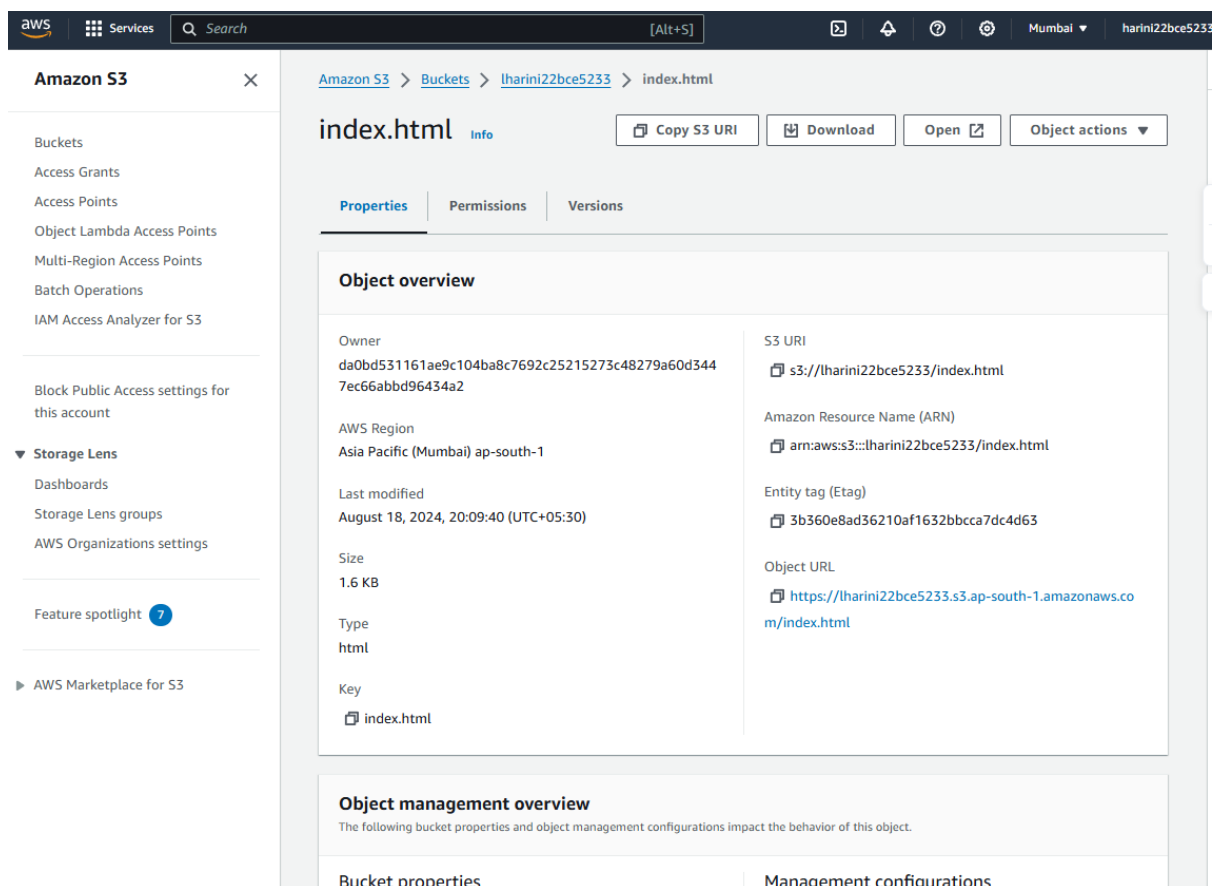 aws Services Search [Alt+S] Mumbai harini22bce5233
Amazon S3
Buckets
Access Grants
Access Points
Object Lambda Access Points
Multi-Region Access Points
Batch Operations
IAM Access Analyzer for S3
Block Public Access settings for
this account
Storage Lens
Dashboards
Storage Lens groups
AWS Organizations settings
Feature spotlight 7
AWS Marketplace for S3
Amazon S3 > Buckets > lharini22bce5233 > index.html
index.html Info Copy S3 URI Download Open Object actions
Properties Permissions Versions
Object overview
Owner
da0bd531161ae9c104ba8c7692c25215273c48279a60d344
7ec66abbd96434a2
AWS Region
Asia Pacific (Mumbai) ap-south-1
Last modified
August 18, 2024, 20:09:40 (UTC+05:30)
Size
1.6 KB
Type
html
Key
index.html
S3 URI
s3://lharini22bce5233/index.html
Amazon Resource Name (ARN)
arn:aws:s3:::lharini22bce5233/index.html
Entity tag (Etag)
3b360e8ad36210af1632bbcca7dc4d63
Object URL
https://lharini22bce5233.s3.ap-south-1.amazonaws.co
m/index.html
Object management overview
The following bucket properties and object management configurations impact the behavior of this object.
Bucket properties
Management configurations